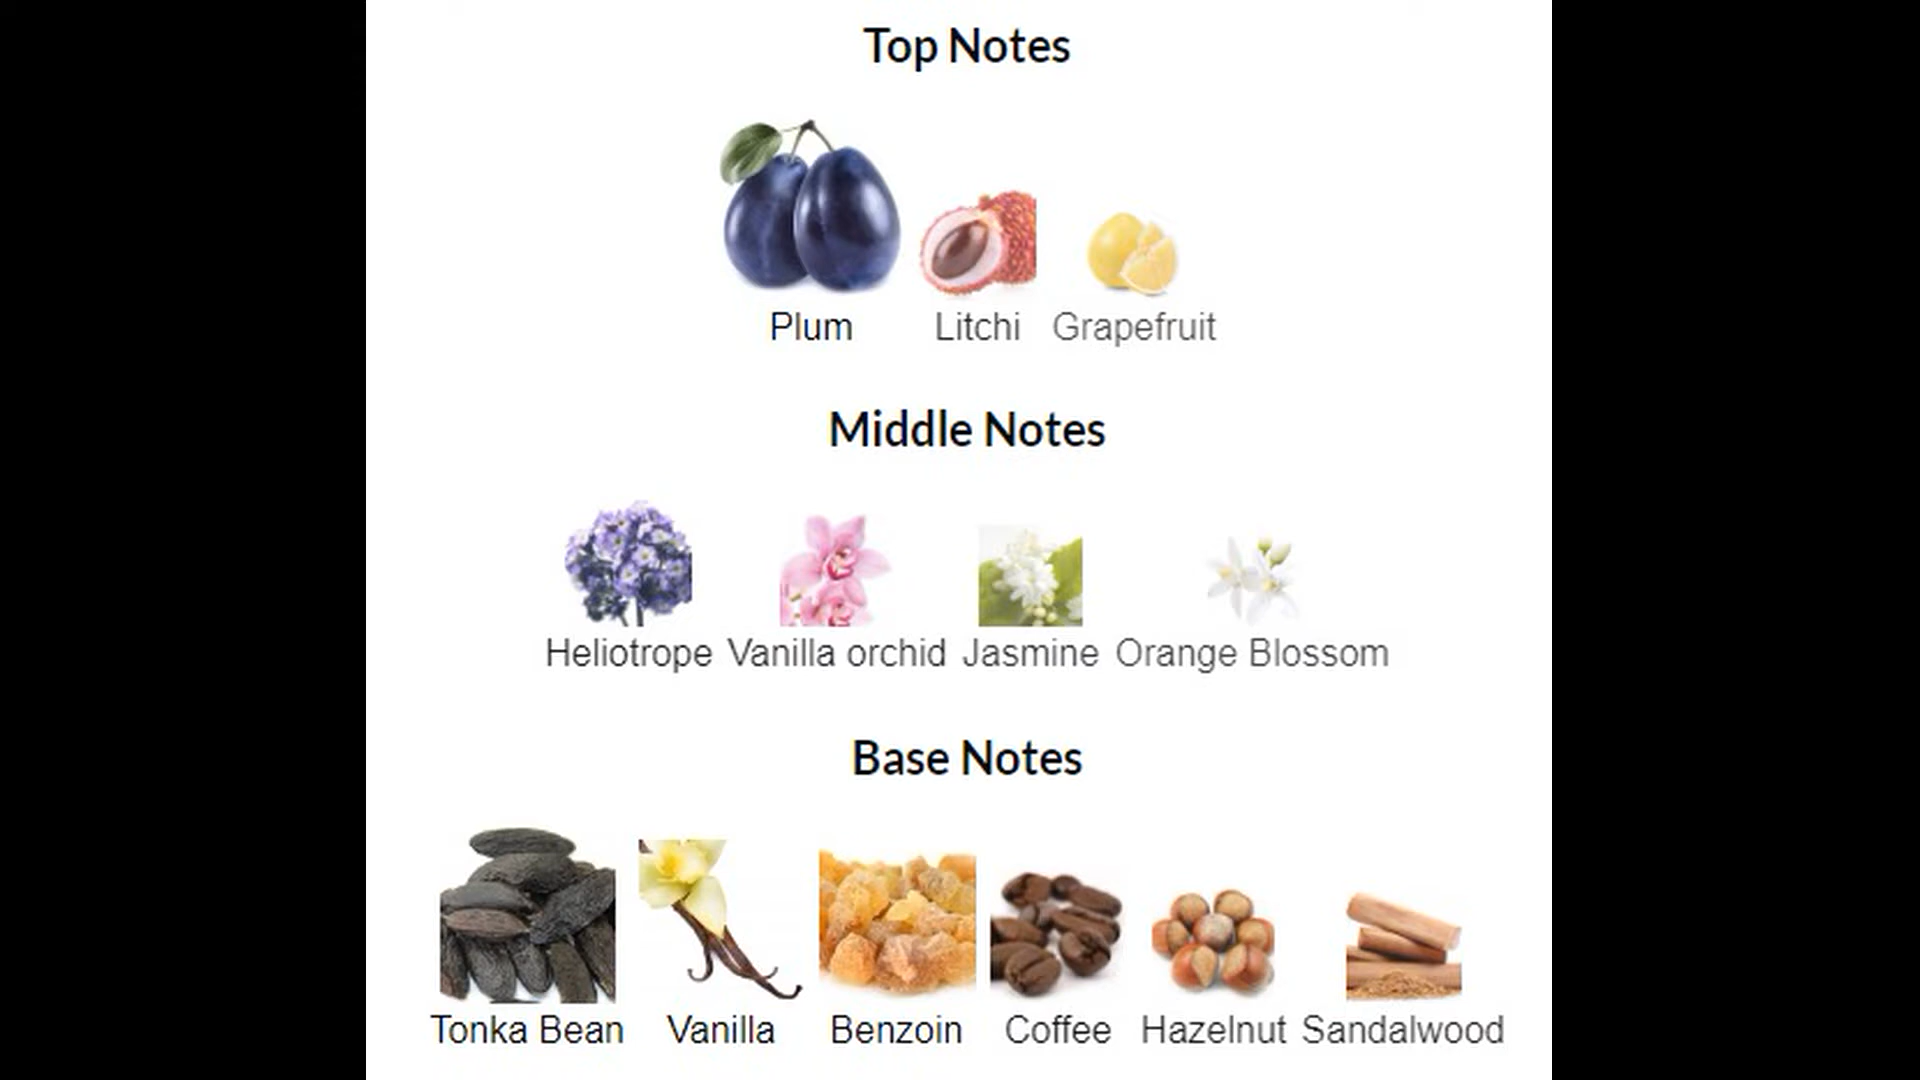 Top Notes
Plum Litchi Grapefruit
Middle Notes
Heliotrope Vanilla orchid Jasmine Orange Blossom
Base Notes
Tonka Bean Vanilla Benzoin Coffee Hazelnut Sandalwood